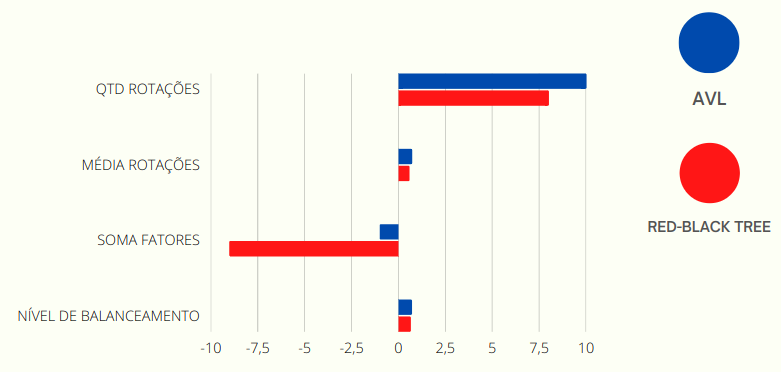 QTD ROTAÇÕES
MÉDIA ROTAÇÕES
SOMA FATORES
NÍVEL DE BALANCEAMENTO
-10 -7,5 -5 -2,5 0 2,5 5 7,5 10
AVL
RED-BLACK TREE